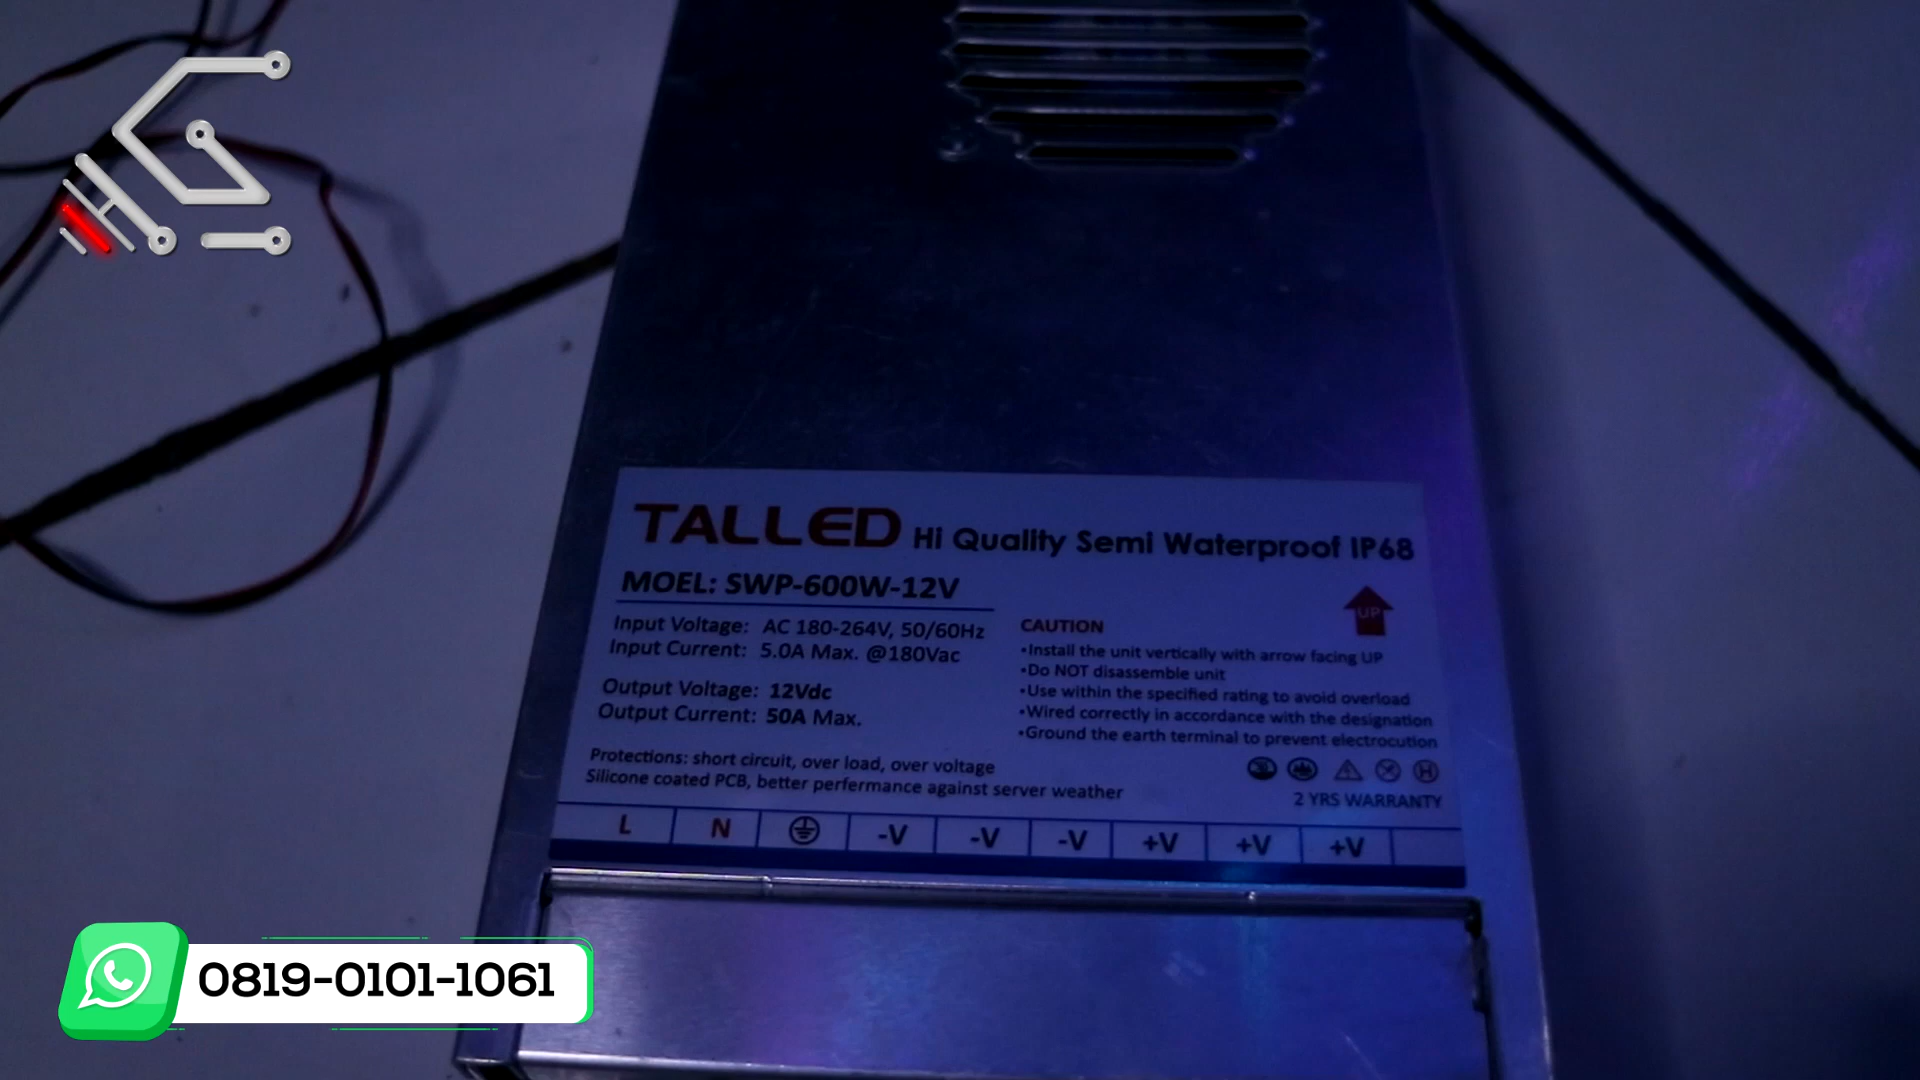 TALLED Hi Quality Semi Waterproof IP68
MOEL: SWP-600W-12V
UP
Input Voltage: AC 180-264V, 50/60Hz
Input Current: 5.0A Max. @180Vac
Output Voltage: 12Vdc
Output Current: 50A Max.
CAUTION
•Install the unit vertically with arrow facing UP
•Do NOT disassemble unit
•Use within the specified rating to avoid overload
•Wired correctly in accordance with the designation
•Ground the earth terminal to prevent electrocution
Protections: short circuit, over load, over voltage
Silicone coated PCB, better perfermance against server weather
2 YRS WARRANTY
L N -V -V -V +V +V +V
0819-0101-1061